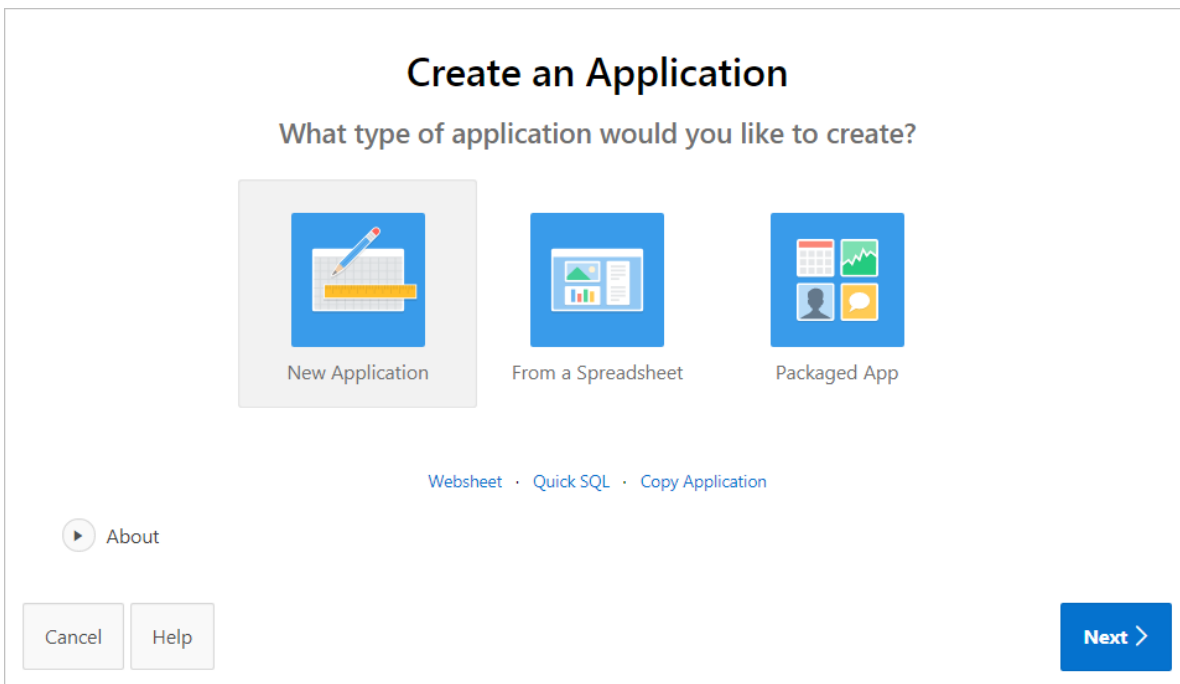 Create an Application
What type of application would you like to create?
New Application From a Spreadsheet Packaged App
Websheet · Quick SQL · Copy Application
About
Cancel Help Next